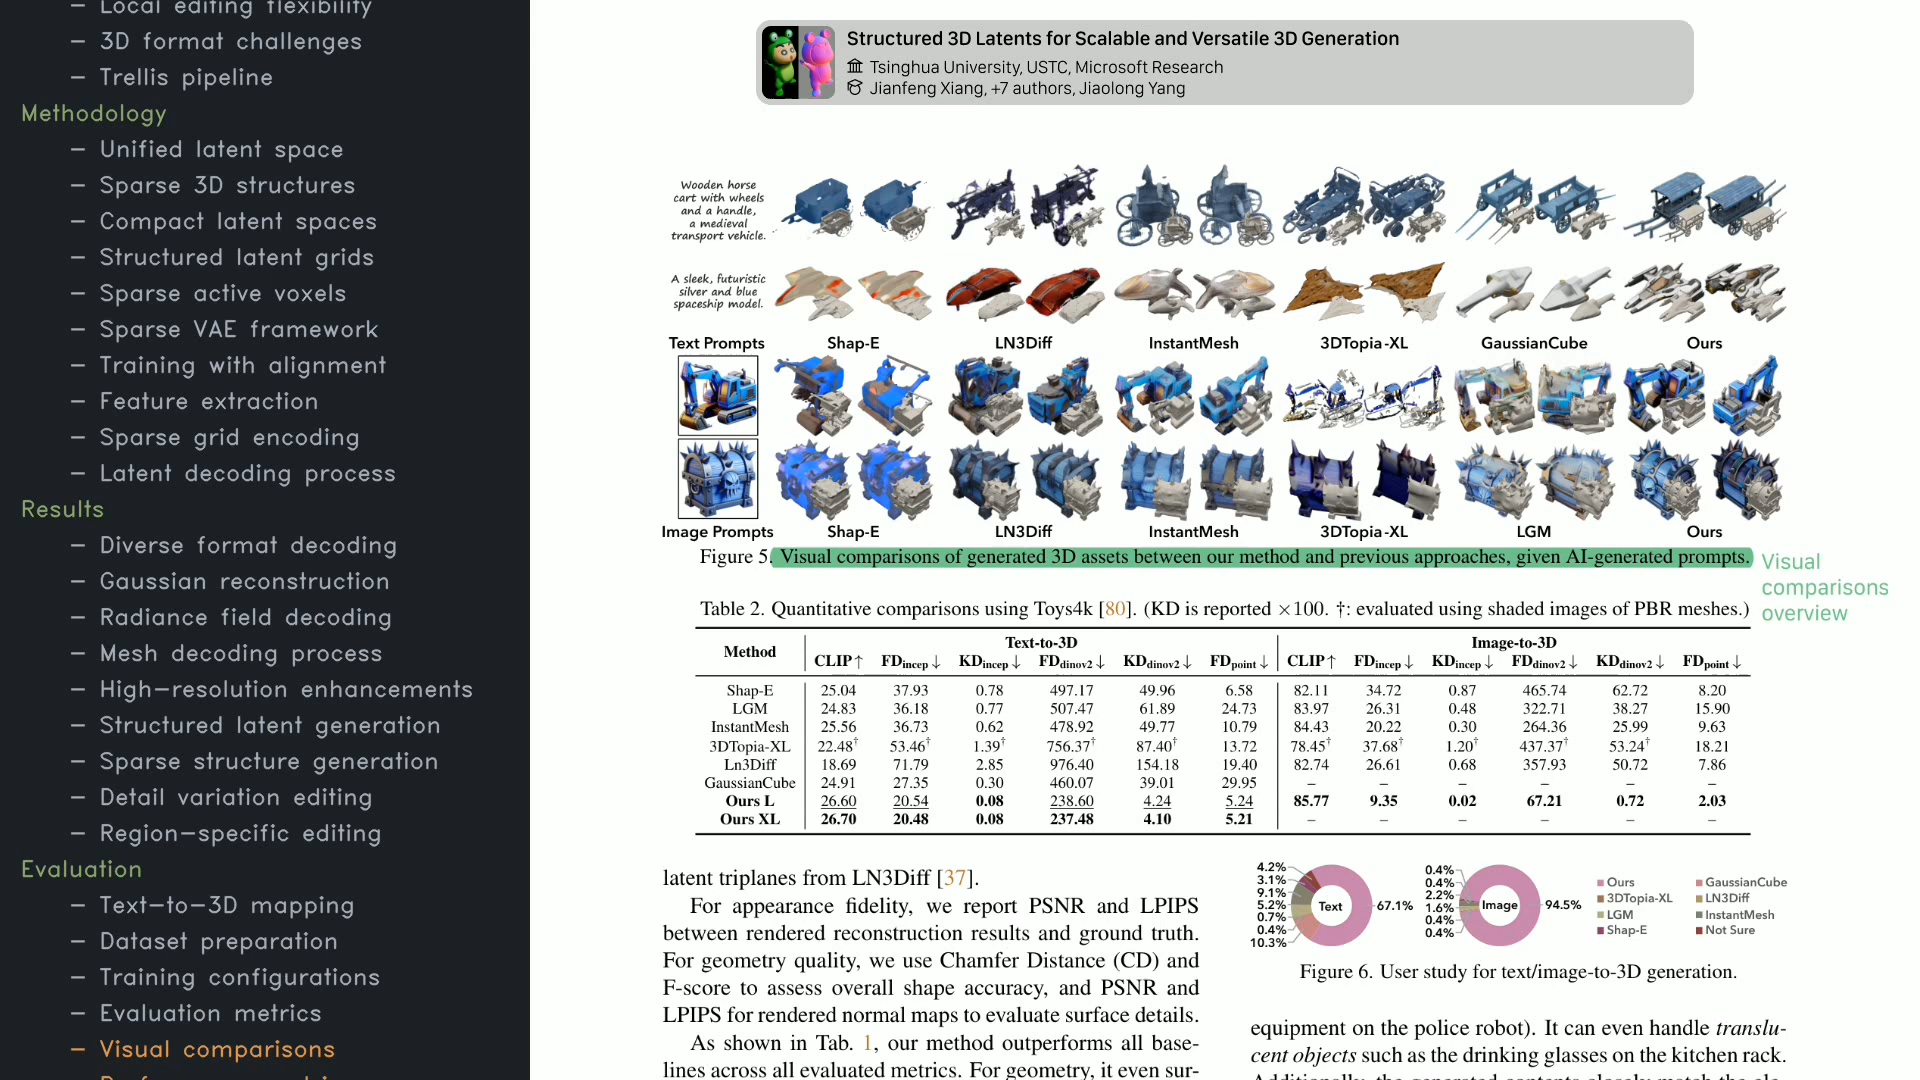 – Local editing flexibility
– 3D format challenges
– Trellis pipeline
Methodology
– Unified latent space
– Sparse 3D structures
– Compact latent spaces
– Structured latent grids
– Sparse active voxels
– Sparse VAE framework
– Training with alignment
– Feature extraction
– Sparse grid encoding
– Latent decoding process
Results
– Diverse format decoding
– Gaussian reconstruction
– Radiance field decoding
– Mesh decoding process
– High-resolution enhancements
– Structured latent generation
– Sparse structure generation
– Detail variation editing
– Region-specific editing
Evaluation
– Text-to-3D mapping
– Dataset preparation
– Training configurations
– Evaluation metrics
– Visual comparisons
Structured 3D Latents for Scalable and Versatile 3D Generation
Tsinghua University, USTC, Microsoft Research
Jianfeng Xiang, +7 authors, Jiaolong Yang
Wooden horse
cart with wheels
and a handle,
a medieval
transport vehicle.
A sleek, futuristic
silver and blue
spaceship model.
Text Prompts Shap-E LN3Diff InstantMesh 3DTopia-XL GaussianCube Ours
Image Prompts Shap-E LN3Diff InstantMesh 3DTopia-XL LGM Ours
Figure 5. Visual comparisons of generated 3D assets between our method and previous approaches, given AI-generated prompts.
Visual
comparisons
overview
Table 2. Quantitative comparisons using Toys4k [80]. (KD is reported ×100. †: evaluated using shaded images of PBR meshes.)
Method Text-to-3D Image-to-3D
CLIP↑ FDincep↓ KDincep↓ FDdinov2↓ KDdinov2↓ FDpoint↓ CLIP↑ FDincep↓ KDincep↓ FDdinov2↓ KDdinov2↓ FDpoint↓
Shap-E 25.04 37.93 0.78 497.17 49.96 6.58 82.11 34.72 0.87 465.74 62.72 8.20
LGM 24.83 36.18 0.77 507.47 61.89 24.73 83.97 26.31 0.48 322.71 38.27 15.90
InstantMesh 25.56 36.73 0.62 478.92 49.77 10.79 84.43 20.22 0.30 264.36 25.99 9.63
3DTopia-XL 22.48† 53.46† 1.39† 756.37† 87.40† 13.72 78.45† 37.68† 1.20† 437.37† 53.24† 18.21
Ln3Diff 18.69 71.79 2.85 976.40 154.18 19.40 82.74 26.61 0.68 357.93 50.72 7.86
GaussianCube 24.91 27.35 0.30 460.07 39.01 29.95 – – – – – –
Ours L 26.60 20.54 0.08 238.60 4.24 5.24 85.77 9.35 0.02 67.21 0.72 2.03
Ours XL 26.70 20.48 0.08 237.48 4.10 5.21 – – – – – –
latent triplanes from LN3Diff [37].
For appearance fidelity, we report PSNR and LPIPS
between rendered reconstruction results and ground truth.
For geometry quality, we use Chamfer Distance (CD) and
F-score to assess overall shape accuracy, and PSNR and
LPIPS for rendered normal maps to evaluate surface details.
As shown in Tab. 1, our method outperforms all base-
lines across all evaluated metrics. For geometry, it even sur-
4.2%
3.1%
9.1%
5.2%
0.7%
0.4%
10.3%
Text
67.1%
0.4%
0.4%
2.2%
1.6%
0.4%
0.4%
Image
94.5%
Ours GaussianCube
3DTopia-XL LN3Diff
LGM InstantMesh
Shap-E Not Sure
Figure 6. User study for text/image-to-3D generation.
equipment on the police robot). It can even handle translu-
cent objects such as the drinking glasses on the kitchen rack.